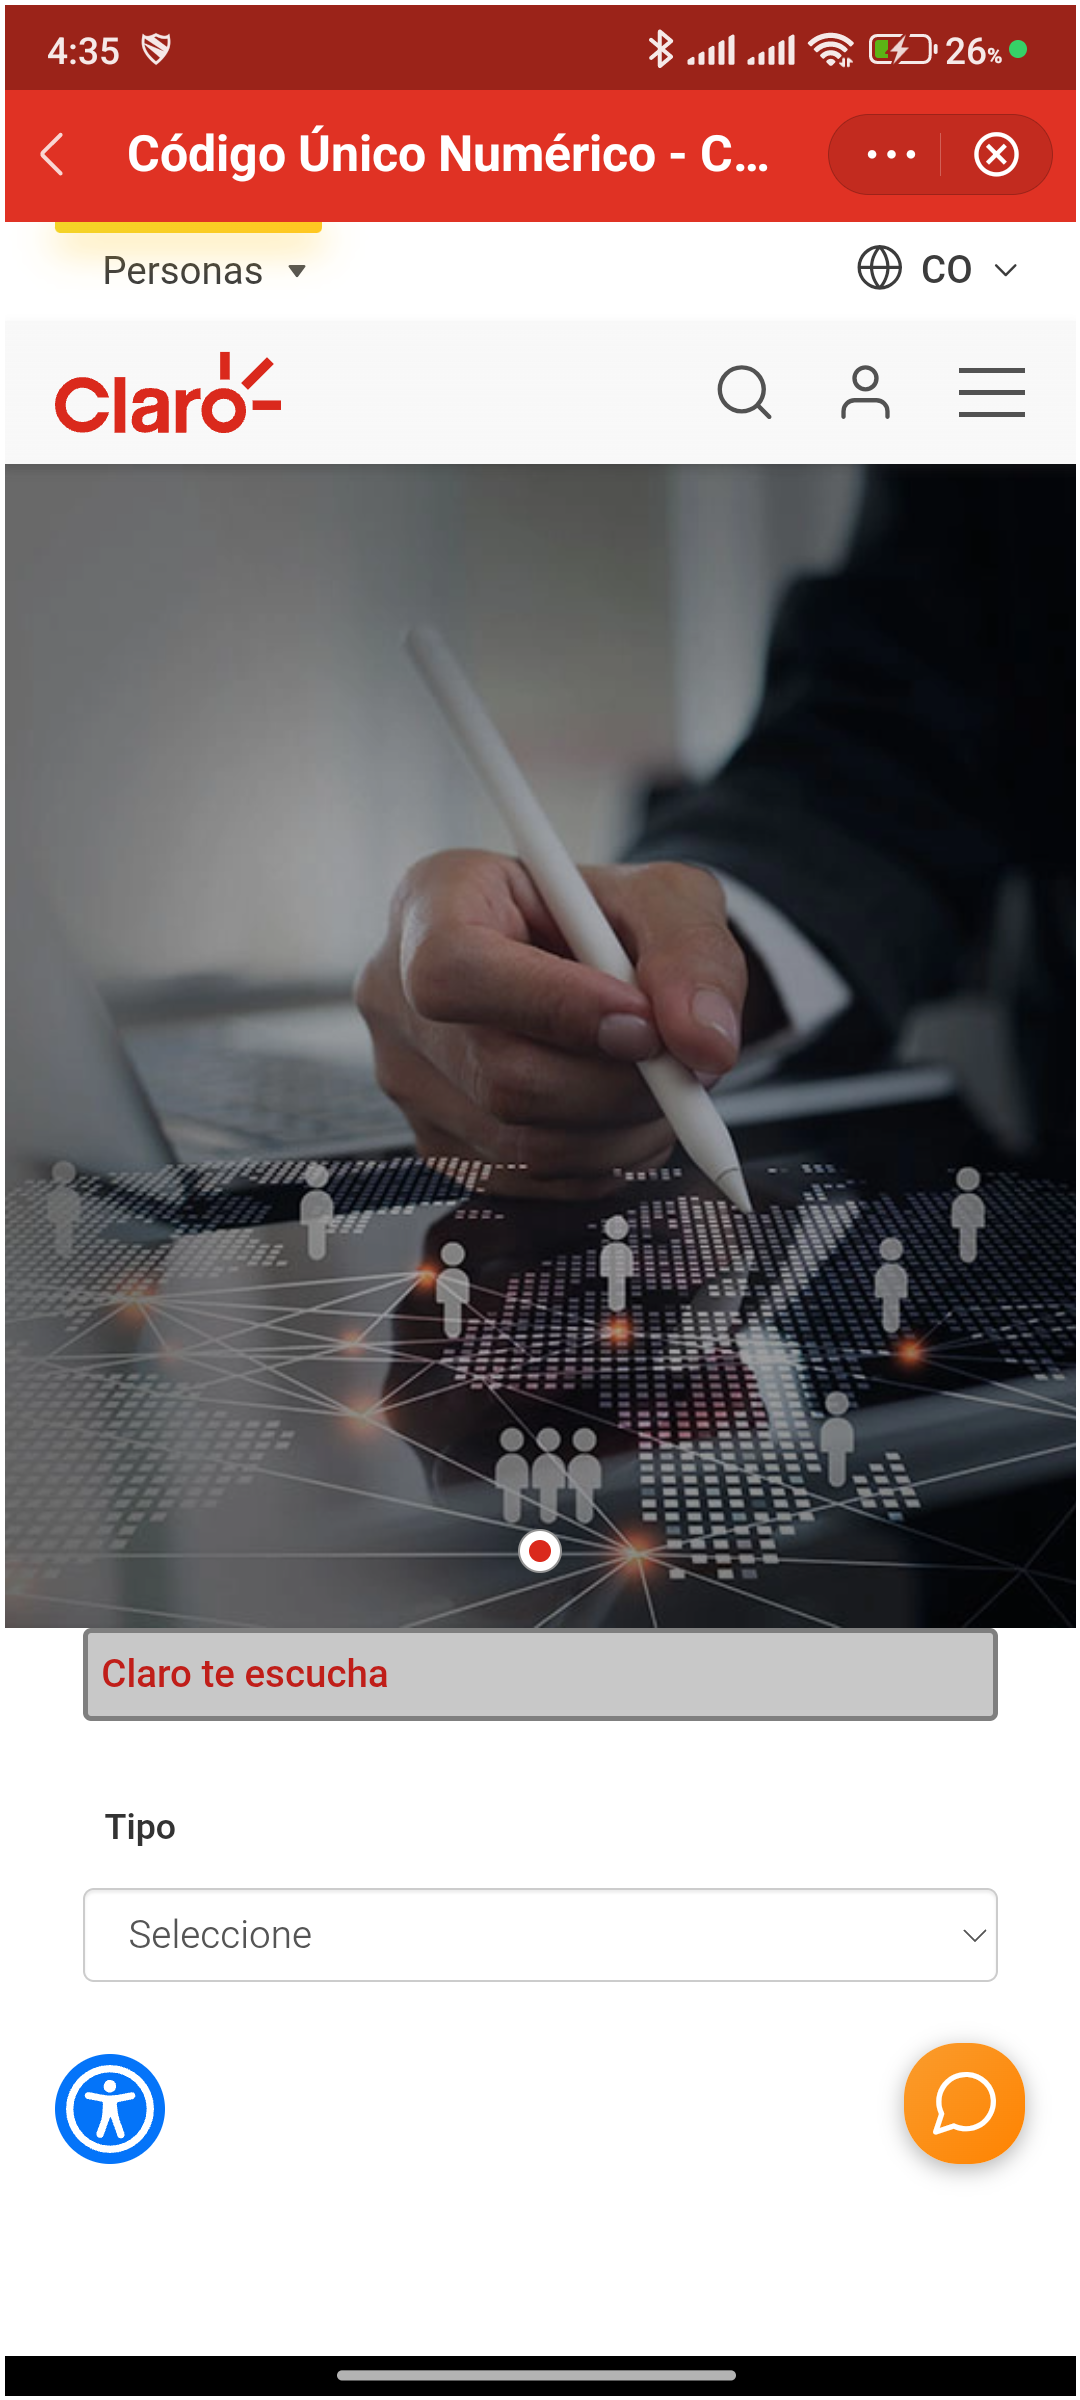 4:35
26%
Código Único Numérico - C...
Personas
CO
Claro
Claro te escucha
Tipo
Seleccione